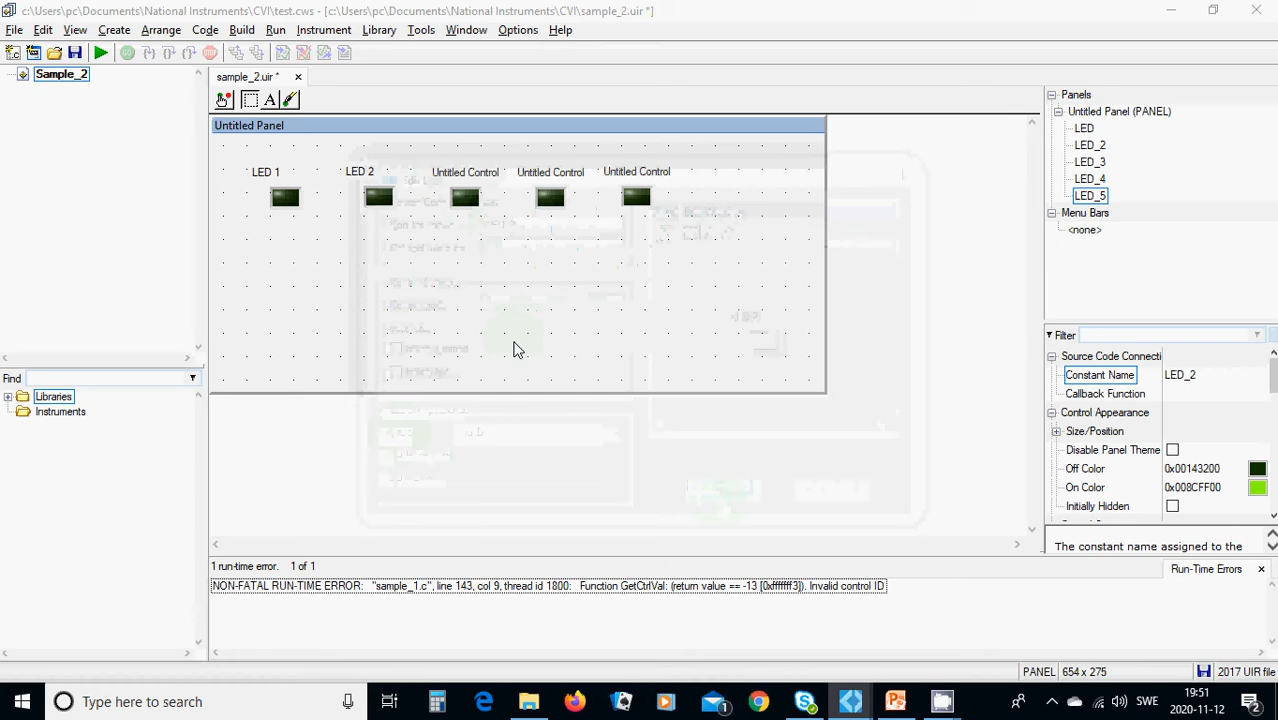 c:\Users\pc\Documents\National Instruments\CVI\test.cws - [c:\Users\pc\Documents\National Instruments\CVI\sample_2.uir *]
File Edit View Create Arrange Code Build Run Instrument Library Tools Window Options Help
Sample_2
sample_2.uir *
Untitled Panel
LED 1
LED 2
Untitled Control
Untitled Control
Untitled Control
Panels
Untitled Panel (PANEL)
LED
LED_2
LED_3
LED_4
LED_5
Menu Bars
<none>
Find
Libraries
Instruments
Filter
Source Code Connecti
Constant Name LED_2
Callback Function
Control Appearance
Size/Position
Disable Panel Theme
Off Color 0x00143200
On Color 0x008CFF00
Initially Hidden
The constant name assigned to the
1 run-time error. 1 of 1
Run-Time Errors
NON-FATAL RUN-TIME ERROR: "sample_1.c", line 143, col 9, thread id 1800: Function GetCtrlVal: (return value == -13 [0xfffffff3]). Invalid control ID
PANEL 654 x 275 2017 UIR file
Type here to search
1
SWE
19:51
2020-11-12
2